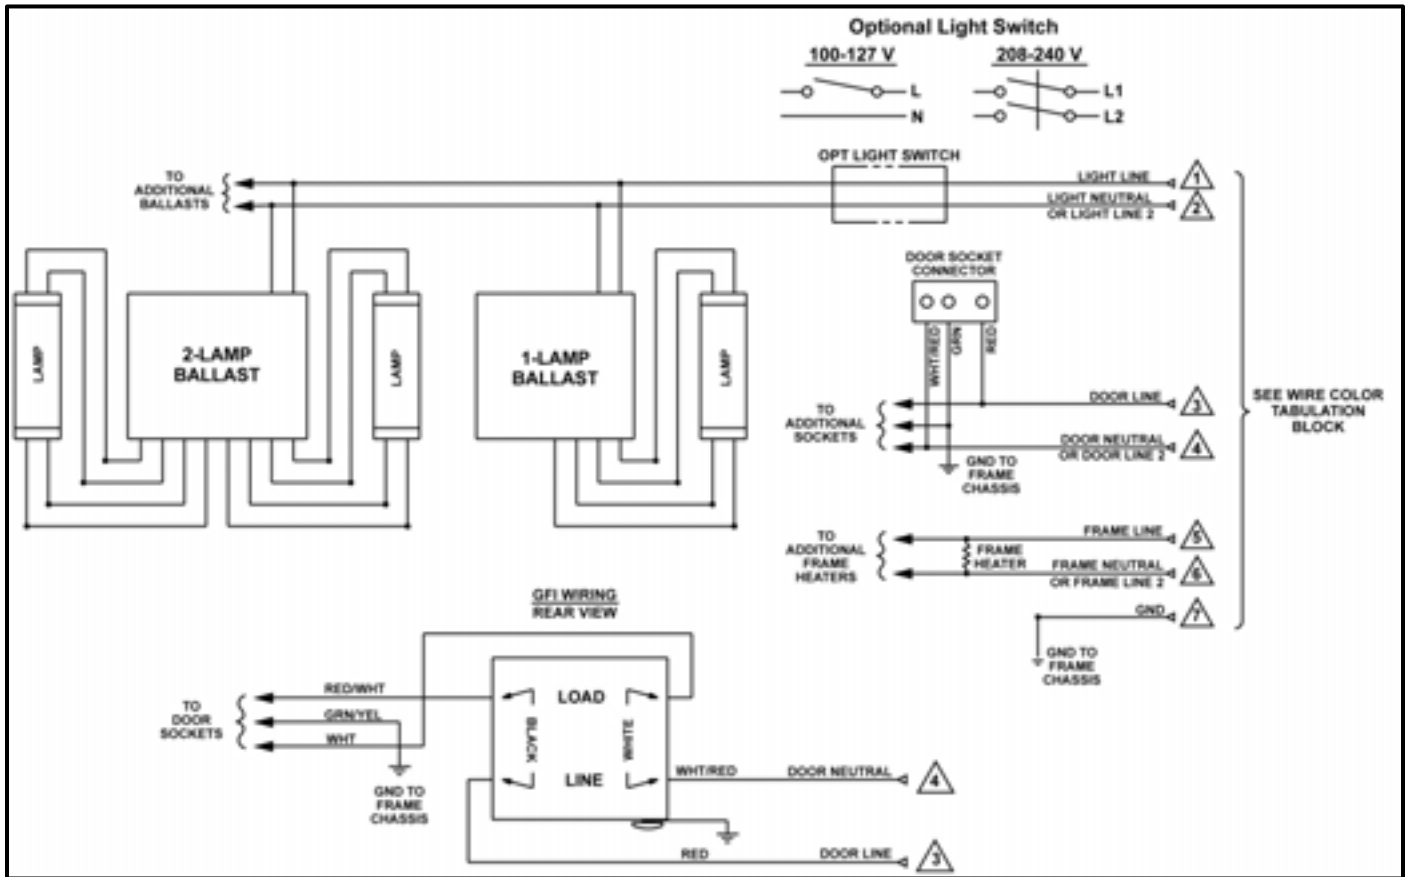 Optional Light Switch
100-127 V
208-240 V
L
N
L1
L2
OPT LIGHT SWITCH
TO
ADDITIONAL
BALLASTS
LIGHT LINE
1
LIGHT NEUTRAL
OR LIGHT LINE 2
2
DOOR SOCKET
CONNECTOR
WHT/RED
GRN
RED
LAMP
2-LAMP
BALLAST
LAMP
1-LAMP
BALLAST
LAMP
TO
ADDITIONAL
SOCKETS
DOOR LINE
3
DOOR NEUTRAL
OR DOOR LINE 2
4
GND TO
FRAME
CHASSIS
SEE WIRE COLOR
TABULATION
BLOCK
TO
ADDITIONAL
FRAME
HEATERS
FRAME LINE
5
FRAME
HEATER
FRAME NEUTRAL
OR FRAME LINE 2
6
GND
7
GND TO
FRAME
CHASSIS
GFI WIRING
REAR VIEW
TO
DOOR
SOCKETS
RED/WHT
GRN/YEL
WHT
GND TO
FRAME
CHASSIS
LOAD
BLACK
WHITE
LINE
WHT/RED
DOOR NEUTRAL
4
RED
DOOR LINE
3